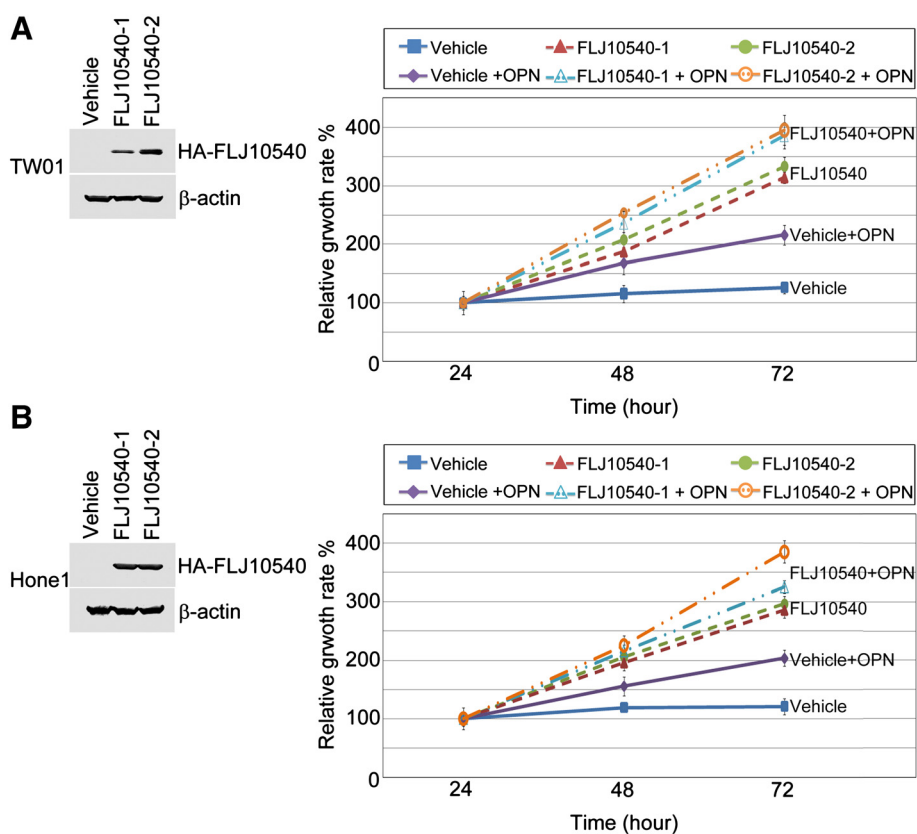 A
Vehicle
FLJ10540-1
FLJ10540-2
TW01
HA-FLJ10540
β-actin
Vehicle FLJ10540-1 FLJ10540-2
Vehicle +OPN FLJ10540-1 + OPN FLJ10540-2 + OPN
Relative grwoth rate %
400
300
200
100
0
FLJ10540+OPN
FLJ10540
Vehicle+OPN
Vehicle
24 48 72
Time (hour)
B
Vehicle
FLJ10540-1
FLJ10540-2
Hone1
HA-FLJ10540
β-actin
Vehicle FLJ10540-1 FLJ10540-2
Vehicle +OPN FLJ10540-1 + OPN FLJ10540-2 + OPN
Relative grwoth rate %
400
300
200
100
0
FLJ10540+OPN
FLJ10540
Vehicle+OPN
Vehicle
24 48 72
Time (hour)